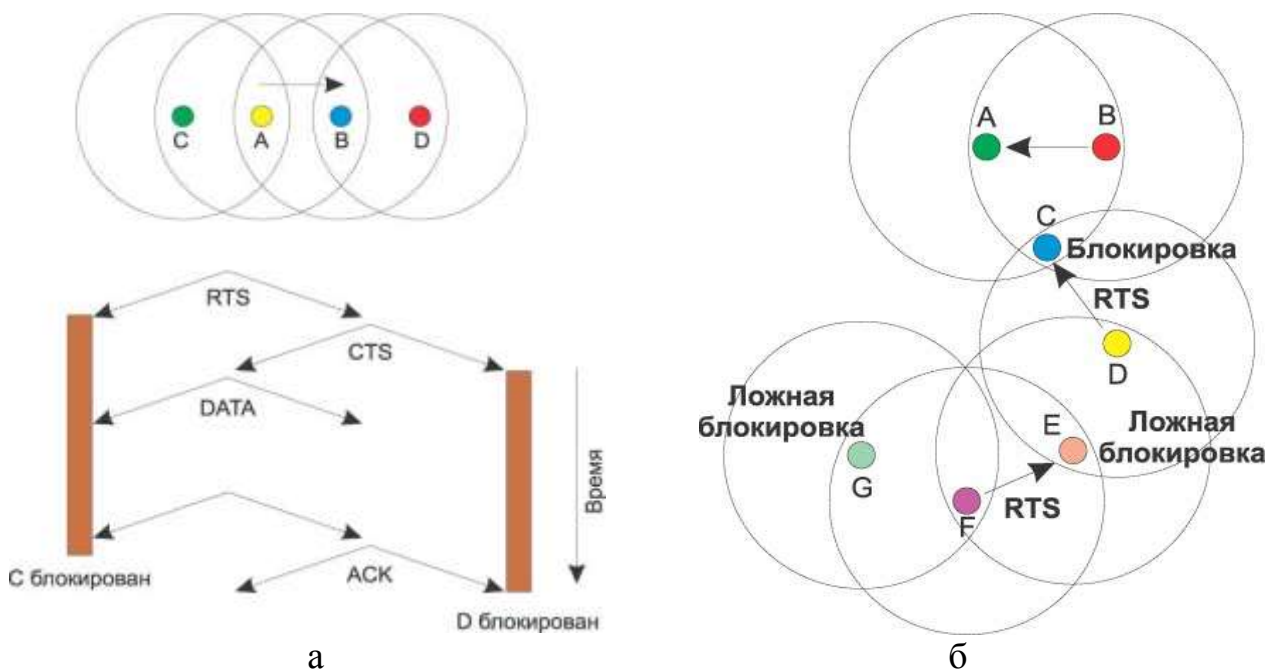 C
A
B
D
RTS
CTS
DATA
ACK
Время
C блокирован
D блокирован
а
A
B
C
Блокировка
RTS
D
Ложная
блокировка
E
Ложная
блокировка
G
F
RTS
б